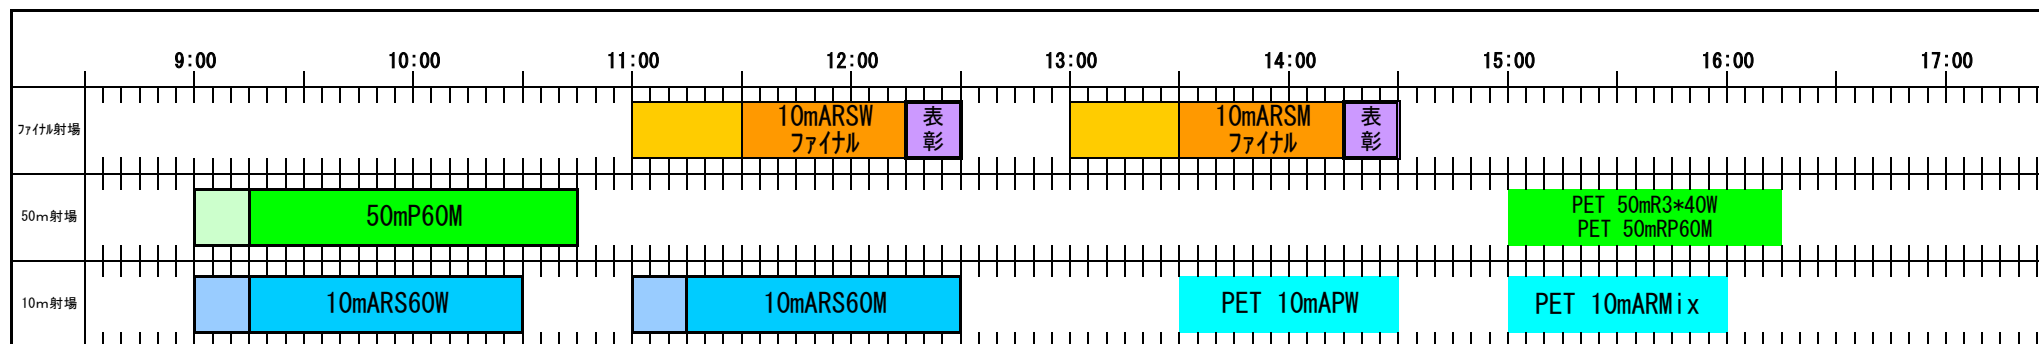 9:00 10:00 11:00 12:00 13:00 14:00 15:00 16:00 17:00
ファイナル射場
10mARSW
ファイナル
表
彰
10mARSM
ファイナル
表
彰
50m射場
50mP60M
PET 50mR3*40W
PET 50mRP60M
10m射場
10mARS60W
10mARS60M
PET 10mAPW
PET 10mARMix